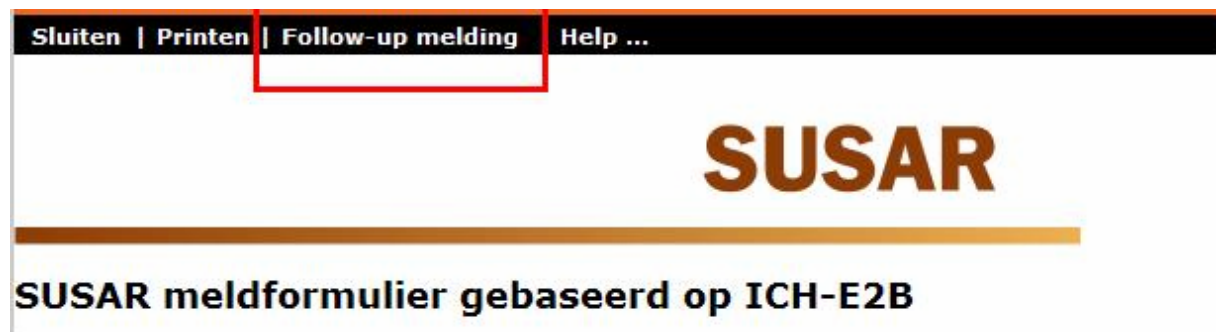 Sluiten | Printen | Follow-up melding Help ...
SUSAR
SUSAR meldformulier gebaseerd op ICH-E2B